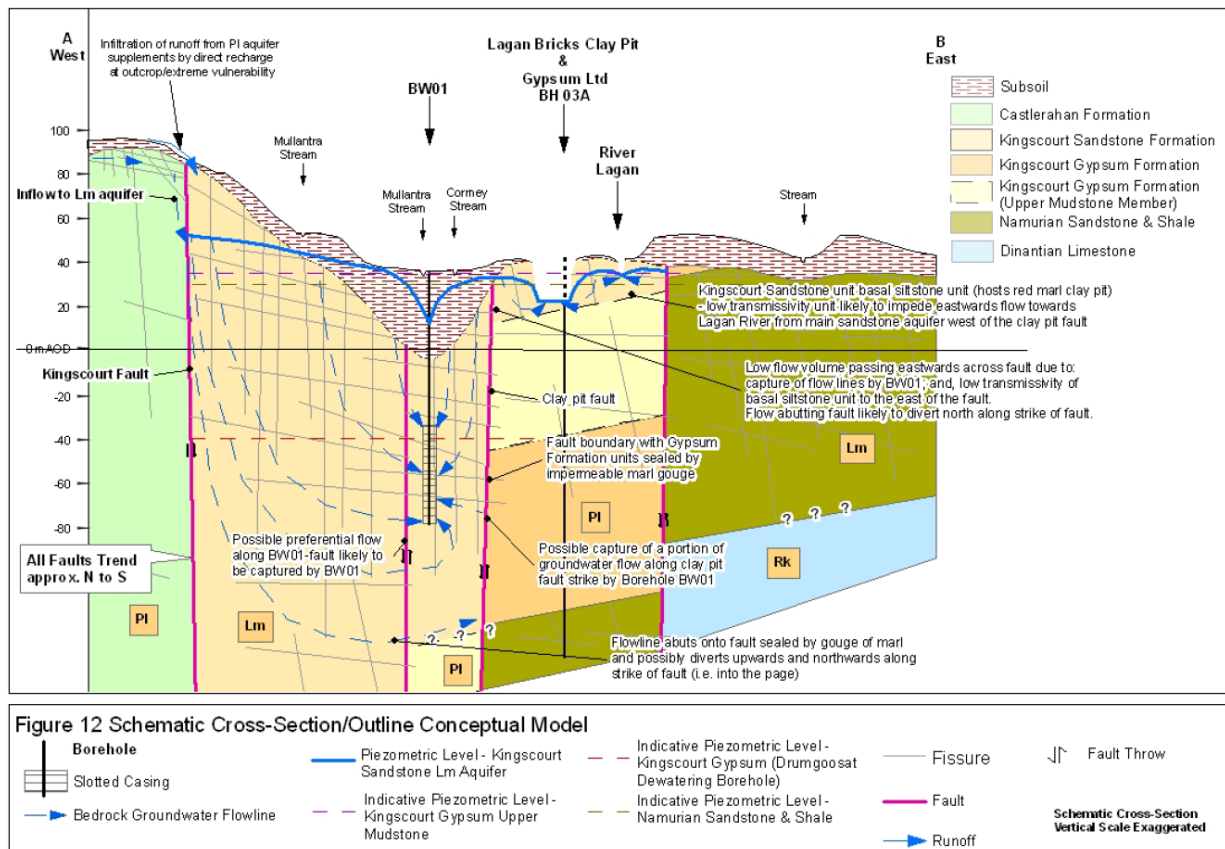 A
West
Infiltration of runoff from Pl aquifer
supplements by direct recharge
at outcrop/extreme vulnerability
Lagan Bricks Clay Pit
&
Gypsum Ltd
BH 03A
B
East
BW01
Mullantra
Stream
Mullantra
Stream
Cormey
Stream
River
Lagan
Stream
Subsoil
Castlerahan Formation
Kingscourt Sandstone Formation
Kingscourt Gypsum Formation
Kingscourt Gypsum Formation
(Upper Mudstone Member)
Namurian Sandstone & Shale
Dinantian Limestone
100
80
60
40
20
0 m AOD
-20
-40
-60
-80
Inflow to Lm aquifer
Kingscourt Fault
Kingscourt Sandstone unit basal siltstone unit (hosts red marl clay pit)
- low transmissivity unit likely to impede eastwards flow towards
Lagan River from main sandstone aquifer west of the clay pit fault
Low flow volume passing eastwards across fault due to:
capture of flow lines by BW01; and, low transmissivity of
basal siltstone unit to the east of the fault.
Flow abutting fault likely to divert north along strike of fault.
Clay pit fault
Fault boundary with Gypsum
Formation units sealed by
impermeable marl gouge
Lm
Pl
? ? ?
Rk
All Faults Trend
approx. N to S
Possible preferential flow
along BW01-fault likely to
be captured by BW01
Possible capture of a portion of
groundwater flow along clay pit
fault strike by Borehole BW01
Pl
Lm
? ? ?
Pl
Flowline abuts onto fault sealed by gouge of marl
and possibly diverts upwards and northwards along
strike of fault (i.e. into the page)
Figure 12 Schematic Cross-Section/Outline Conceptual Model
Borehole
Slotted Casing
Bedrock Groundwater Flowline
Piezometric Level - Kingscourt
Sandstone Lm Aquifer
Indicative Piezometric Level -
Kingscourt Gypsum Upper
Mudstone
Indicative Piezometric Level -
Kingscourt Gypsum (Drumgoosat
Dewatering Borehole)
Indicative Piezometric Level -
Namurian Sandstone & Shale
Fissure
Fault
Runoff
Fault Throw
Schematic Cross-Section
Vertical Scale Exaggerated